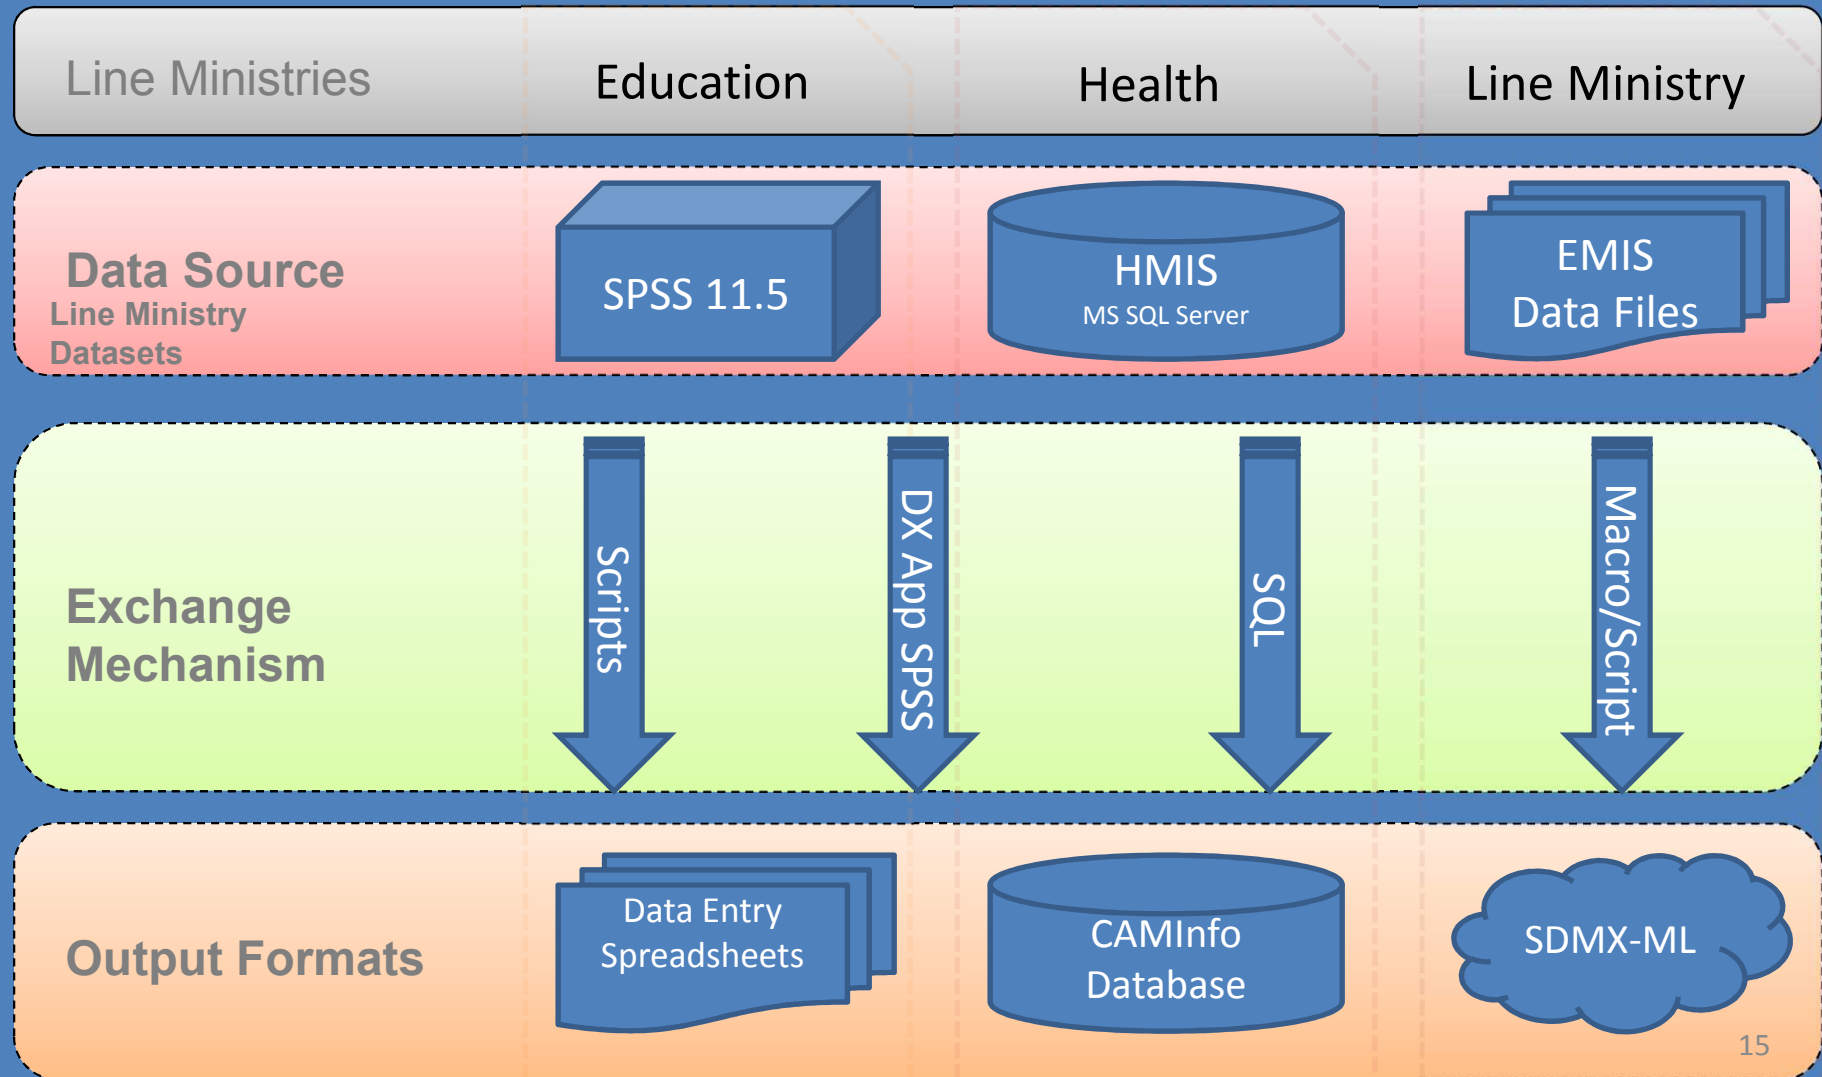 Line Ministries
Education
Health
Line Ministry
Data Source
Line Ministry
Datasets
SPSS 11.5
HMIS
MS SQL Server
EMIS
Data Files
Exchange
Mechanism
Scripts
DX App SPSS
SQL
Macro/Script
Output Formats
Data Entry
Spreadsheets
CAMInfo
Database
SDMX-ML
15